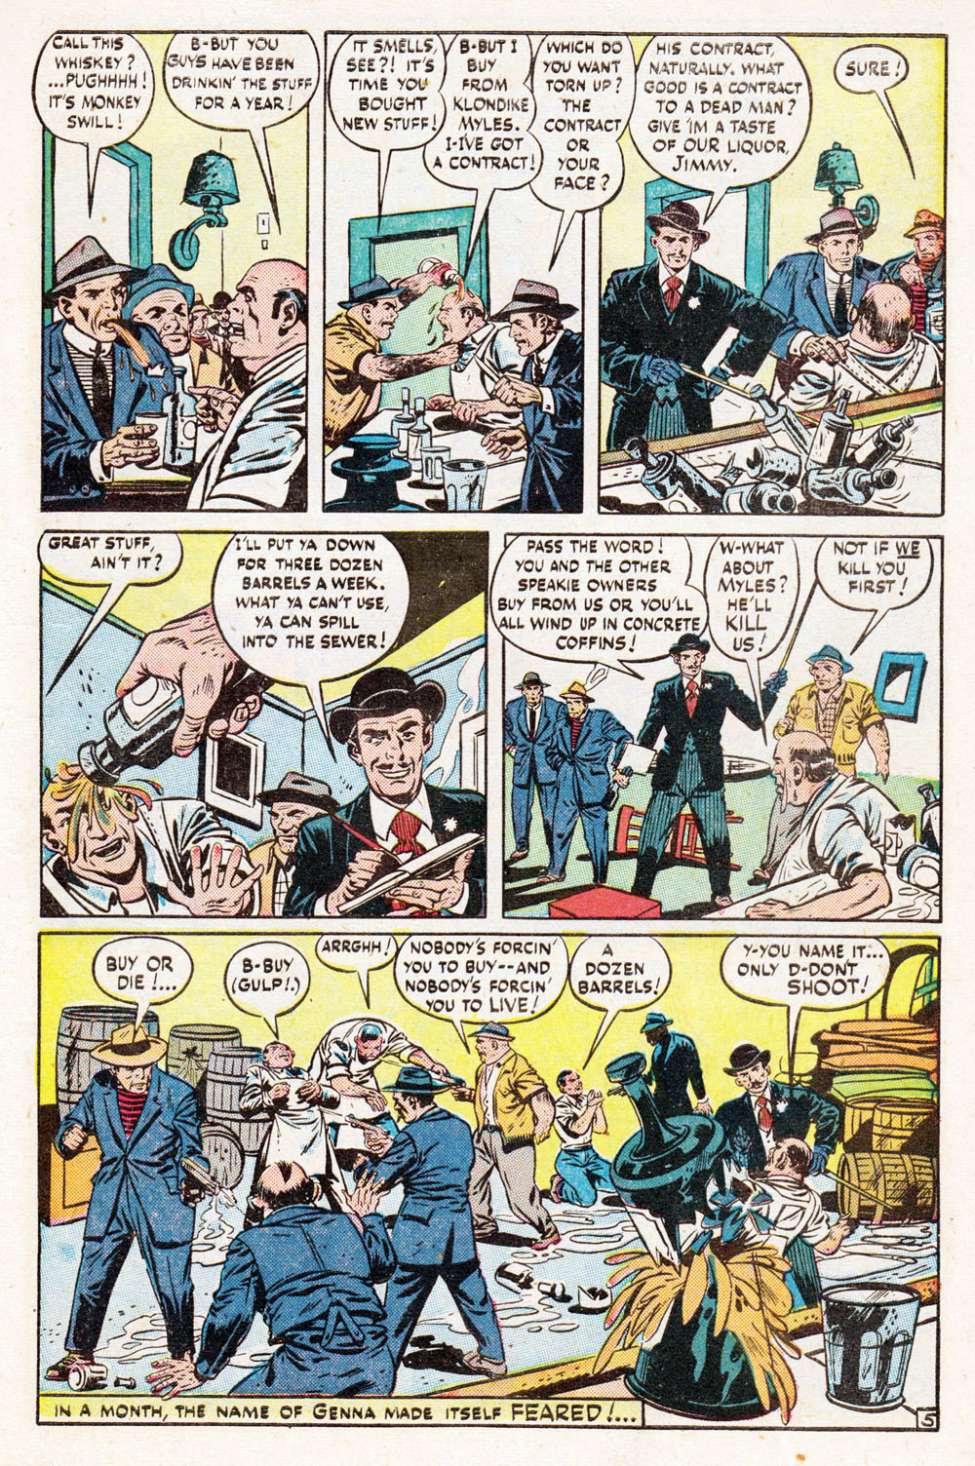 CALL THIS
WHISKEY?
...PUGHHHH!
IT'S MONKEY
SWILL!
B-BUT YOU
GUYS HAVE BEEN
DRINKIN' THE STUFF
FOR A YEAR!
IT SMELLS,
SEE?! IT'S
TIME YOU
BOUGHT
NEW STUFF!
B-BUT I
BUY
FROM
KLONDIKE
MYLES.
I-I'VE GOT
A CONTRACT!
WHICH DO
YOU WANT
TORN UP?
THE
CONTRACT
OR
YOUR
FACE?
HIS CONTRACT,
NATURALLY. WHAT
GOOD IS A CONTRACT
TO A DEAD MAN?
GIVE 'IM A TASTE
OF OUR LIQUOR,
JIMMY.
SURE!
GREAT STUFF,
AIN'T IT?
I'LL PUT YA DOWN
FOR THREE DOZEN
BARRELS A WEEK.
WHAT YA CAN'T USE,
YA CAN SPILL
INTO THE SEWER!
PASS THE WORD!
YOU AND THE OTHER
SPEAKIE OWNERS
BUY FROM US OR YOU'LL
ALL WIND UP IN CONCRETE
COFFINS!
W-WHAT
ABOUT
MYLES?
HE'LL
KILL
US!
NOT IF WE
KILL YOU
FIRST!
BUY OR
DIE!...
B-BUY
(GULP!.)
ARRGHH!
NOBODY'S FORCIN'
YOU TO BUY--AND
NOBODY'S FORCIN'
YOU TO LIVE!
A
DOZEN
BARRELS!
Y-YOU NAME IT...
ONLY D-DON'T
SHOOT!
IN A MONTH, THE NAME OF GENNA MADE ITSELF FEARED!...
5